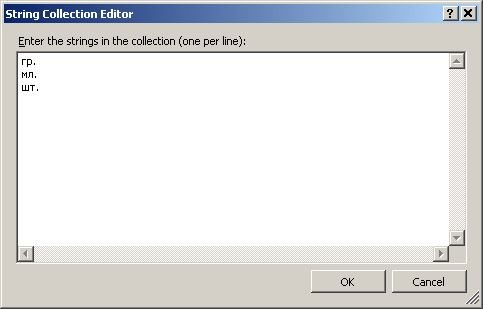 String Collection Editor
Enter the strings in the collection (one per line):
гр.
мл.
шт.
OK
Cancel